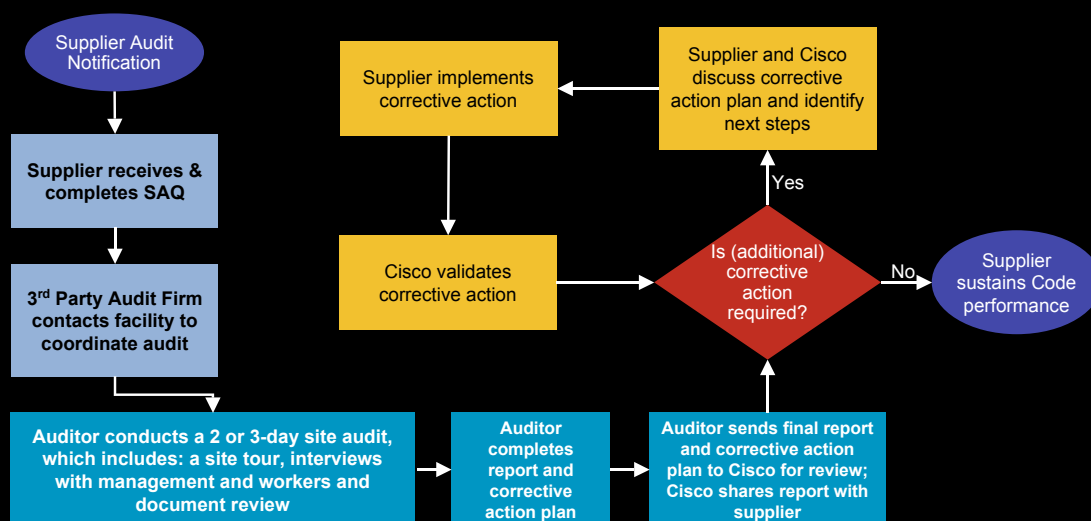 Supplier Audit
Notification
Supplier receives &
completes SAQ
3rd Party Audit Firm
contacts facility to
coordinate audit
Auditor conducts a 2 or 3-day site audit,
which includes: a site tour, interviews
with management and workers and
document review
Auditor
completes
report and
corrective
action plan
Auditor sends final report
and corrective action
plan to Cisco for review;
Cisco shares report with
supplier
Is (additional)
corrective
action
required?
Yes
Supplier and Cisco
discuss corrective
action plan and identify
next steps
Supplier implements
corrective action
Cisco validates
corrective action
No
Supplier
sustains Code
performance